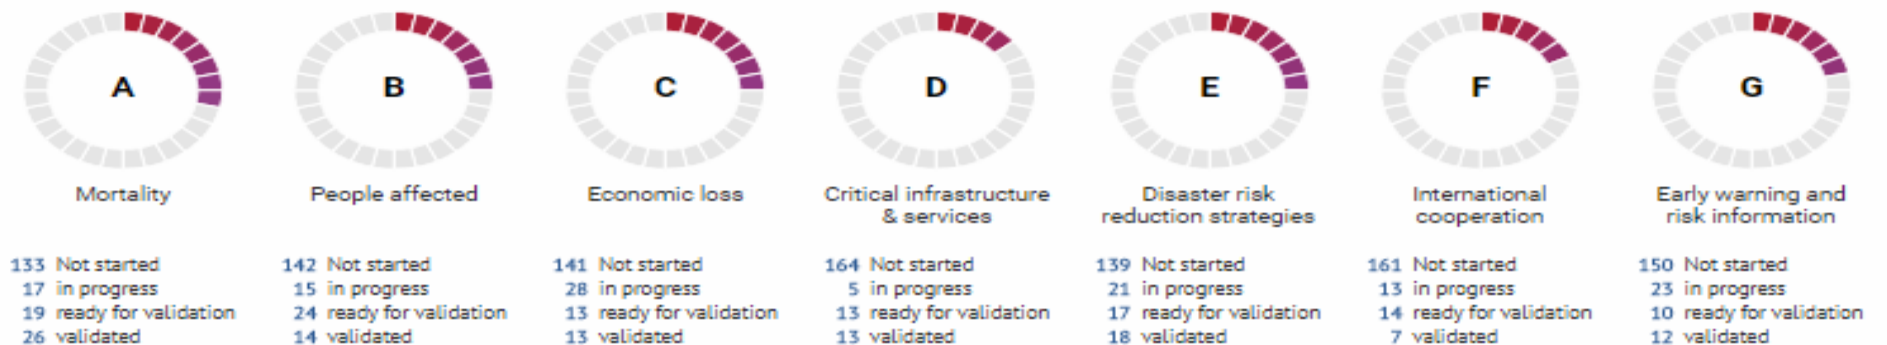 A
Mortality
133 Not started
17 in progress
19 ready for validation
26 validated
B
People affected
142 Not started
15 in progress
24 ready for validation
14 validated
C
Economic loss
141 Not started
28 in progress
13 ready for validation
13 validated
D
Critical infrastructure
& services
164 Not started
5 in progress
13 ready for validation
13 validated
E
Disaster risk
reduction strategies
139 Not started
21 in progress
17 ready for validation
18 validated
F
International
cooperation
161 Not started
13 in progress
14 ready for validation
7 validated
G
Early warning and
risk information
150 Not started
23 in progress
10 ready for validation
12 validated